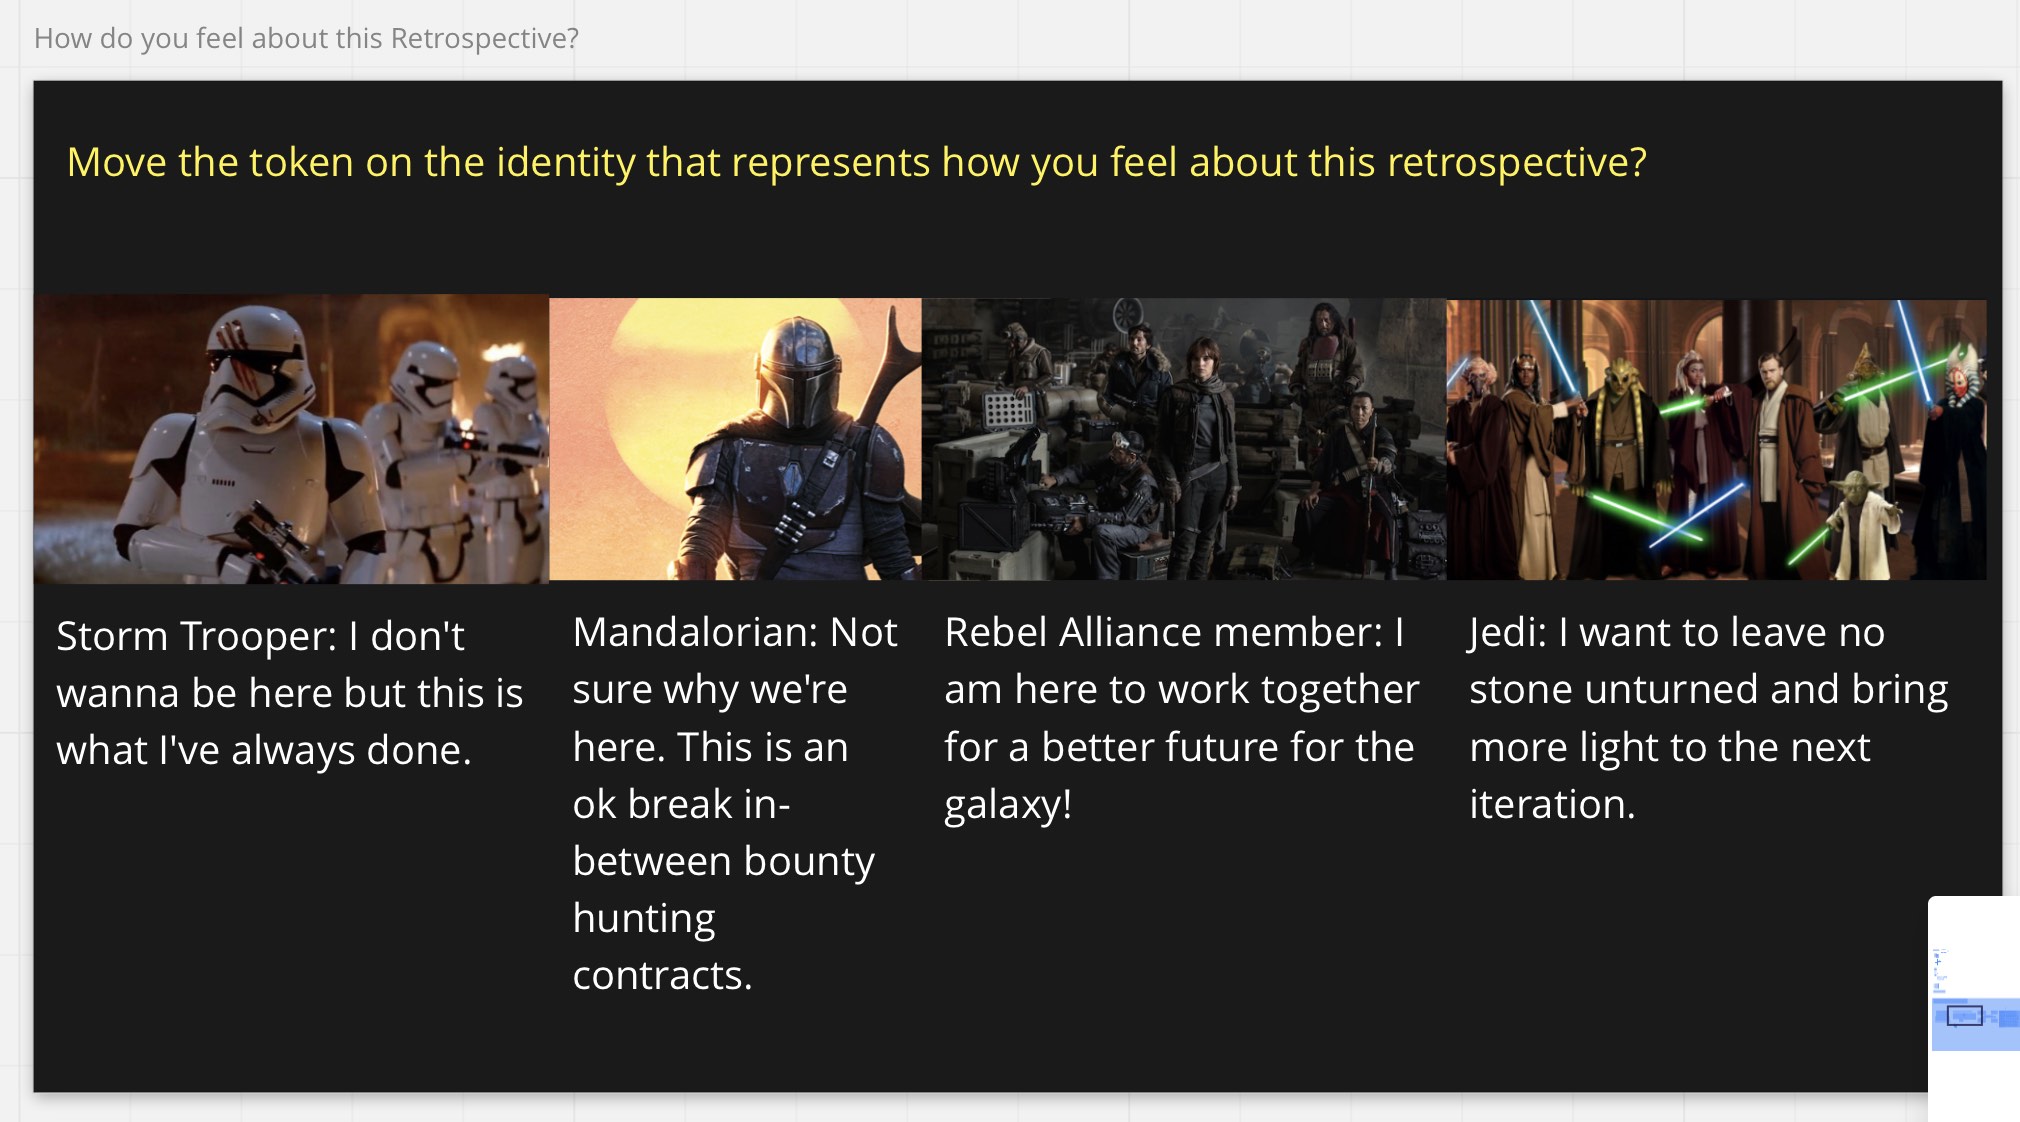 How do you feel about this Retrospective?
Move the token on the identity that represents how you feel about this retrospective?
Storm Trooper: I don't
wanna be here but this is
what I've always done.
Mandalorian: Not
sure why we're
here. This is an
ok break in-
between bounty
hunting
contracts.
Rebel Alliance member: I
am here to work together
for a better future for the
galaxy!
Jedi: I want to leave no
stone unturned and bring
more light to the next
iteration.